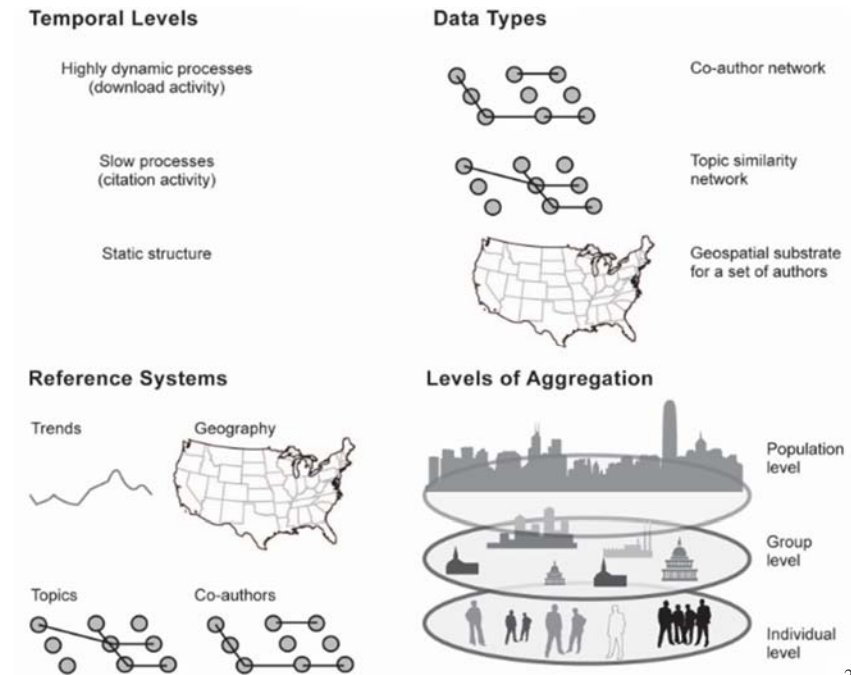 Temporal Levels
Highly dynamic processes
(download activity)
Slow processes
(citation activity)
Static structure
Data Types
Co-author network
Topic similarity
network
Geospatial substrate
for a set of authors
Reference Systems
Trends
Geography
Topics
Co-authors
Levels of Aggregation
Population
level
Group
level
Individual
level